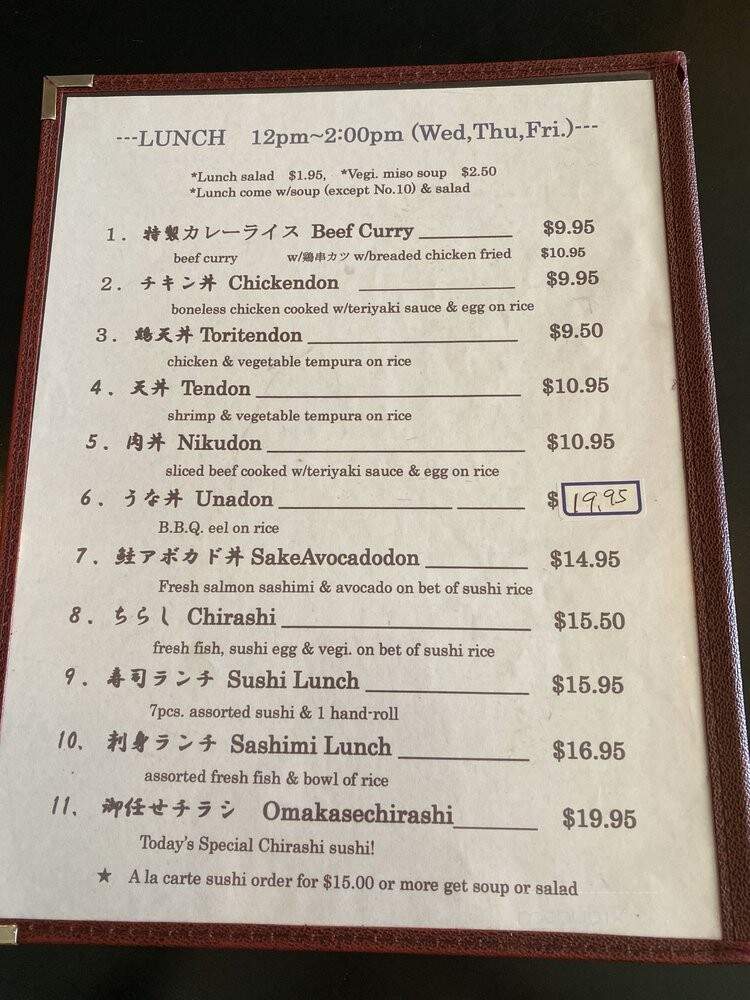 ---LUNCH 12pm~2:00pm (Wed,Thu,Fri.)---
*Lunch salad $1.95, *Vegi. miso soup $2.50
*Lunch come w/soup (except No.10) & salad
1. 特製カレーライス Beef Curry $9.95
beef curry w/鶏串カツ w/breaded chicken fried $10.95
2. チキン丼 Chickendon $9.95
boneless chicken cooked w/teriyaki sauce & egg on rice
3. 鶏天丼 Toritendon $9.50
chicken & vegetable tempura on rice
4. 天丼 Tendon $10.95
shrimp & vegetable tempura on rice
5. 肉丼 Nikudon $10.95
sliced beef cooked w/teriyaki sauce & egg on rice
6. うな丼 Unadon $19.95
B.B.Q. eel on rice
7. 鮭アボカド丼 SakeAvocadodon $14.95
Fresh salmon sashimi & avocado on bet of sushi rice
8. ちらし Chirashi $15.50
fresh fish, sushi egg & vegi. on bet of sushi rice
9. 寿司ランチ Sushi Lunch $15.95
7pcs. assorted sushi & 1 hand-roll
10. 刺身ランチ Sashimi Lunch $16.95
assorted fresh fish & bowl of rice
11. 御任せチラシ Omakasechirashi $19.95
Today's Special Chirashi sushi!
★ A la carte sushi order for $15.00 or more get soup or salad